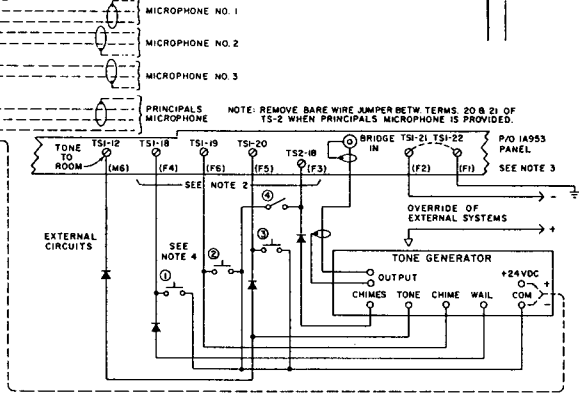 MICROPHONE NO. 1
MICROPHONE NO. 2
MICROPHONE NO. 3
PRINCIPALS
MICROPHONE
NOTE: REMOVE BARE WIRE JUMPER BETW. TERMS. 20 & 21 OF
TS-2 WHEN PRINCIPALS MICROPHONE IS PROVIDED.
TONE
TO
ROOM
TS1-12
TS1-18
TS1-19
TS1-20
TS2-18
BRIDGE
IN
TS1-21
TS1-22
P/O 1A953
PANEL
(M6)
(F4)
(F6)
(F5)
(F3)
(F2)
(F1)
SEE NOTE 3
SEE NOTE 2
④
-
OVERRIDE OF
EXTERNAL SYSTEMS
+
EXTERNAL
CIRCUITS
SEE
NOTE 4
③
②
①
TONE GENERATOR
OUTPUT
+24VDC
+
CHIMES
TONE
CHIME
WAIL
COM
-